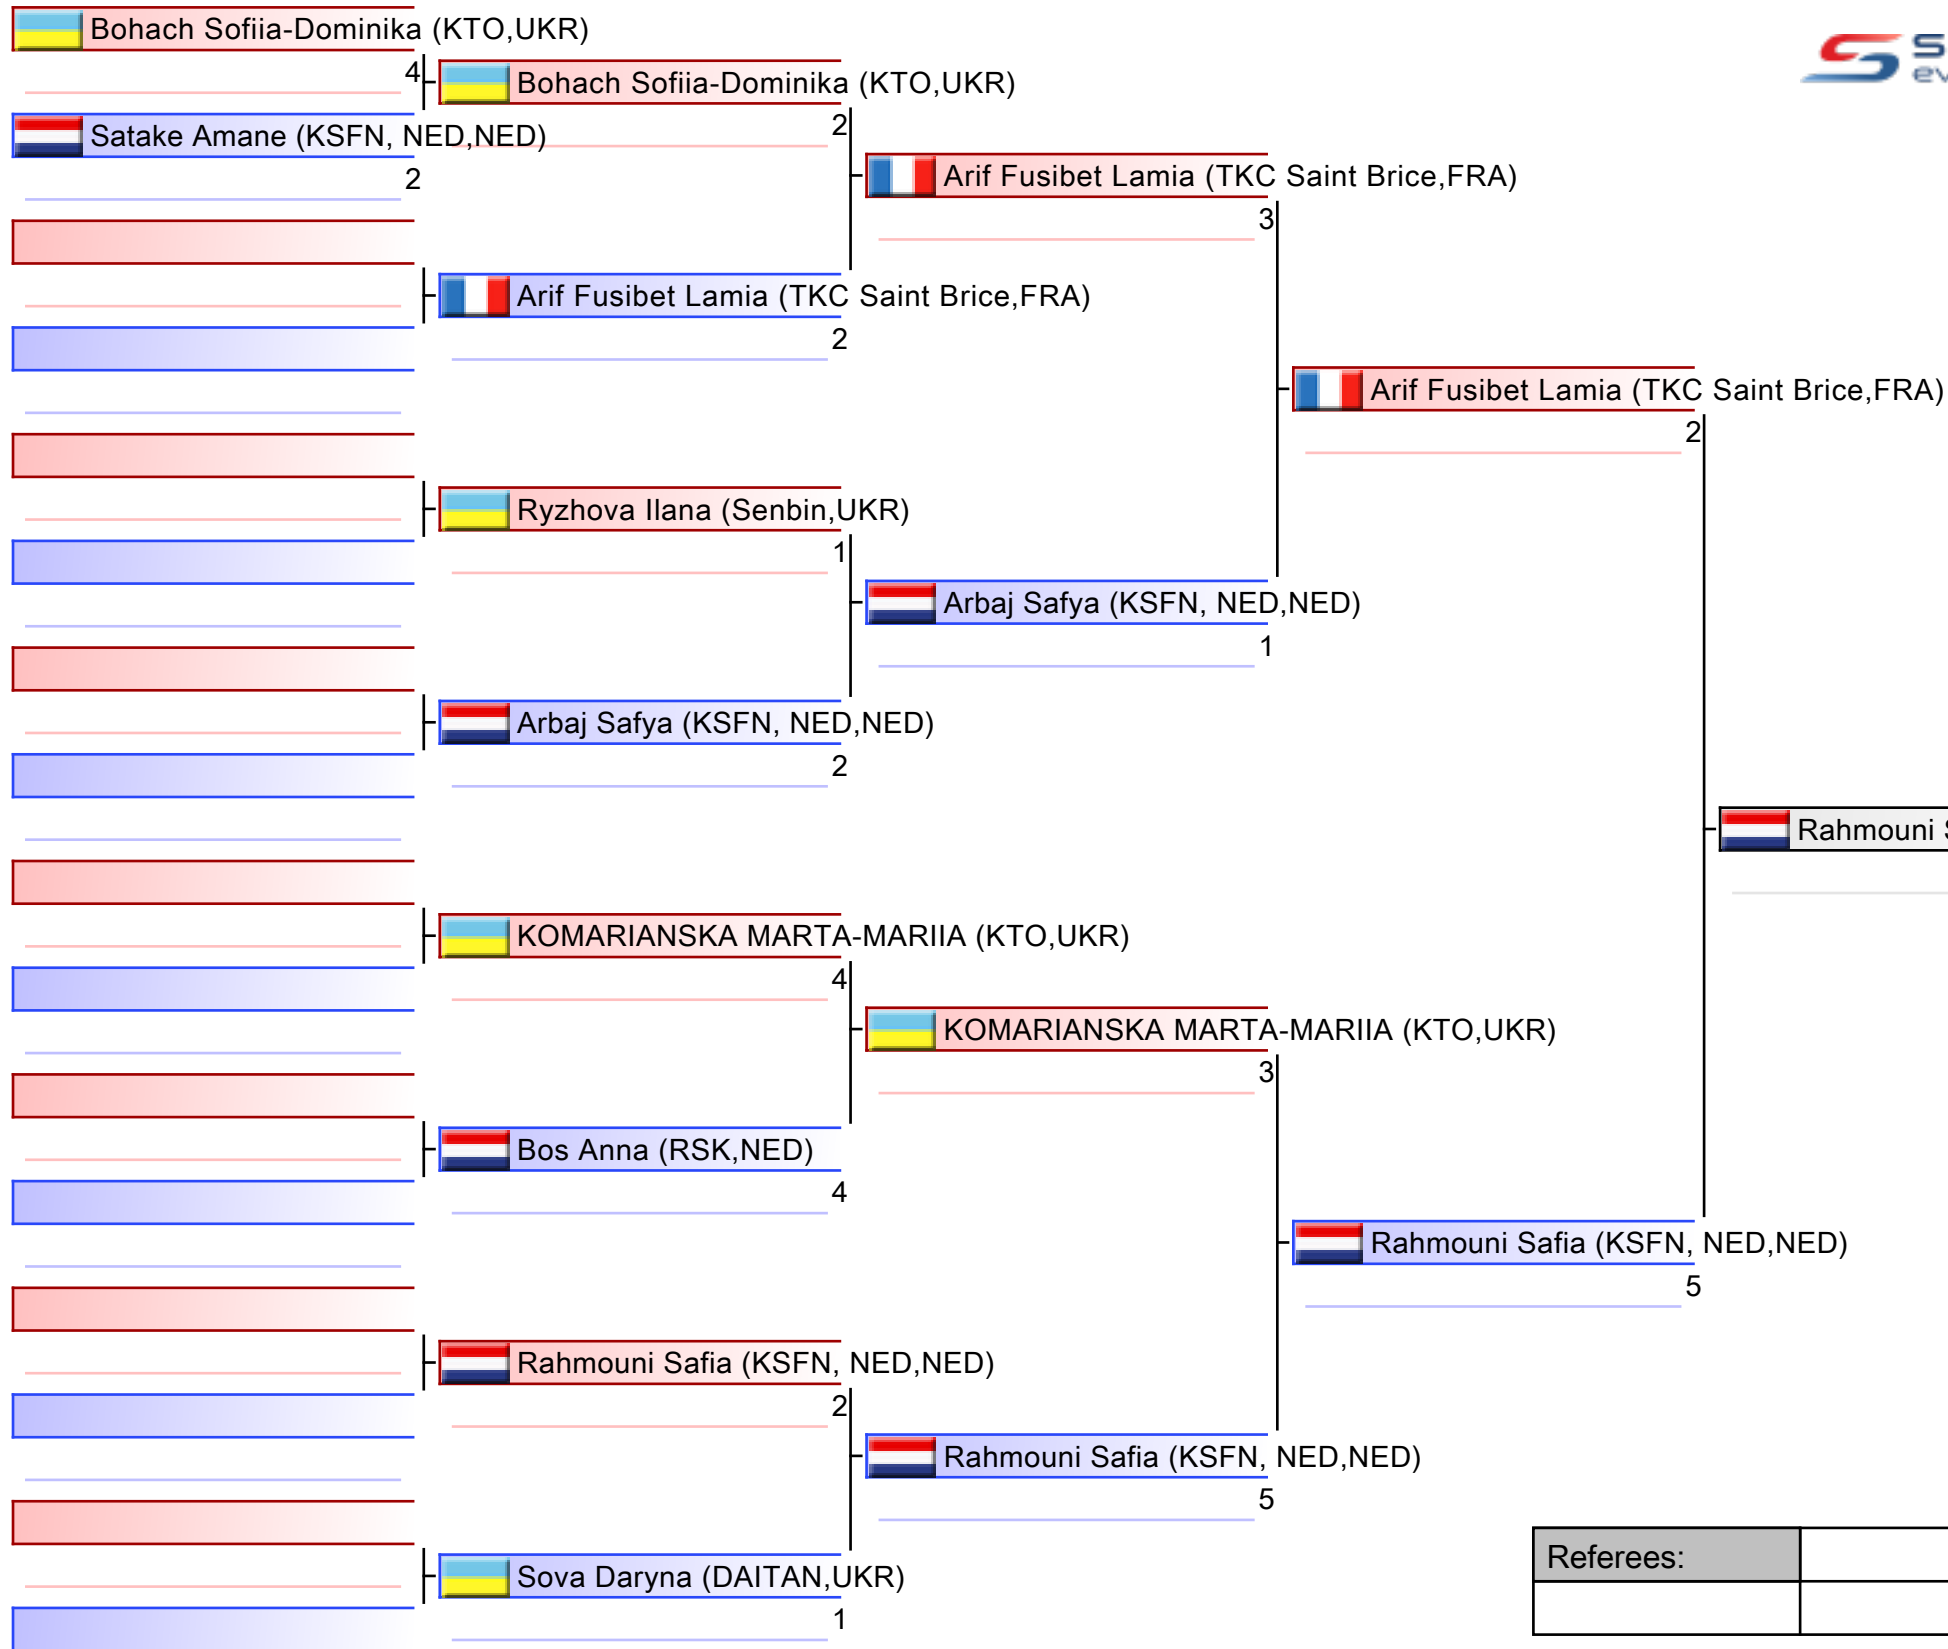 Bohach Sofiia-Dominika (KTO,UKR)
4
Bohach Sofiia-Dominika (KTO,UKR)
2
Satake Amane (KSFN, NED,NED)
2
Arif Fusibet Lamia (TKC Saint Brice,FRA)
3
Arif Fusibet Lamia (TKC Saint Brice,FRA)
2
Arif Fusibet Lamia (TKC Saint Brice,FRA)
2
Ryzhova Ilana (Senbin,UKR)
1
Arbaj Safya (KSFN, NED,NED)
1
Arbaj Safya (KSFN, NED,NED)
2
Rahmouni S
KOMARIANSKA MARTA-MARIIA (KTO,UKR)
4
KOMARIANSKA MARTA-MARIIA (KTO,UKR)
3
Bos Anna (RSK,NED)
4
Rahmouni Safia (KSFN, NED,NED)
5
Rahmouni Safia (KSFN, NED,NED)
2
Rahmouni Safia (KSFN, NED,NED)
5
Referees:
Sova Daryna (DAITAN,UKR)
1